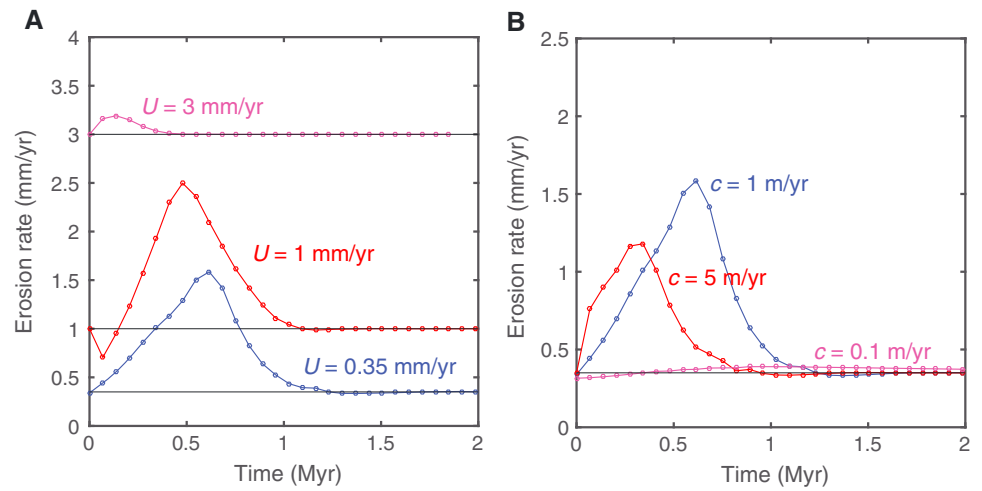 A
Erosion rate (mm/yr)
4
3.5
3
2.5
2
1.5
1
0.5
0
U = 3 mm/yr
U = 1 mm/yr
U = 0.35 mm/yr
0 0.5 1 1.5 2
Time (Myr)
B
Erosion rate (mm/yr)
2.5
2
1.5
1
0.5
0
c = 1 m/yr
c = 5 m/yr
c = 0.1 m/yr
0 0.5 1 1.5 2
Time (Myr)